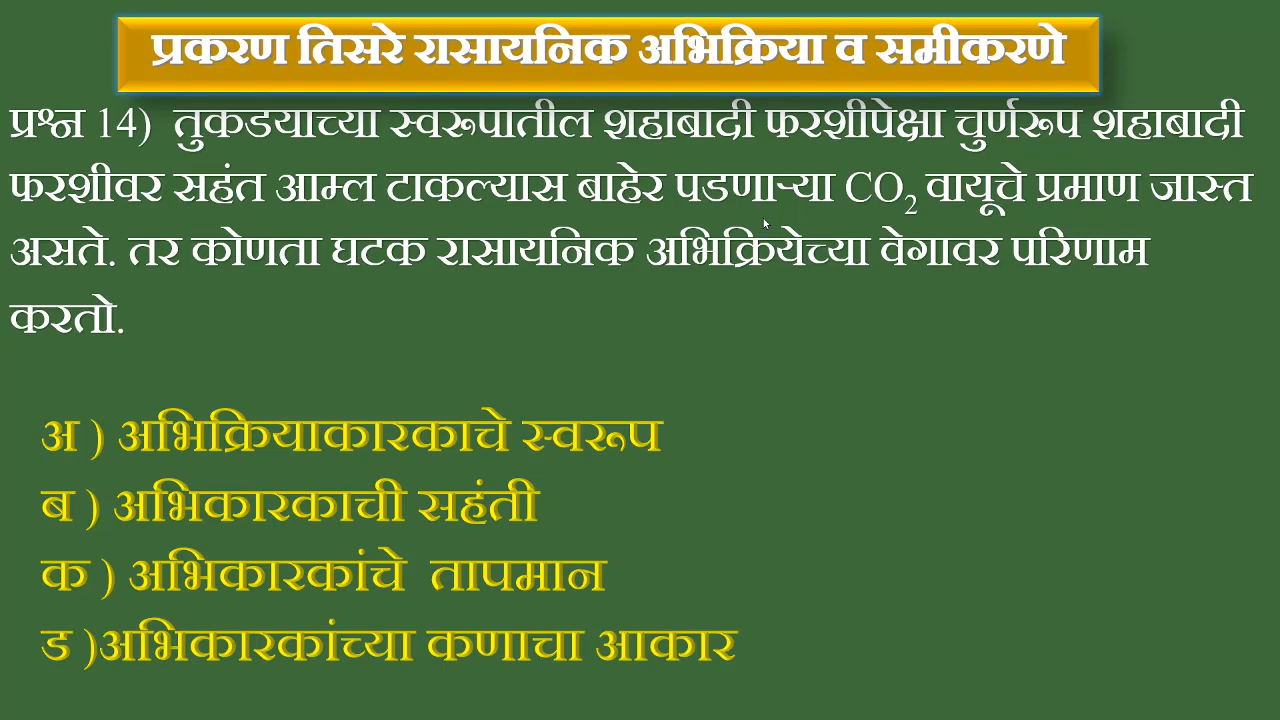 प्रकरण तिसरे रासायनिक अभिक्रिया व समीकरणे
प्रश्न 14) तुकडयाच्या स्वरूपातील शहाबादी फरशीपेक्षा चुर्णरूप शहाबादी
फरशीवर सहंत आम्ल टाकल्यास बाहेर पडणाऱ्या CO₂ वायूचे प्रमाण जास्त
असते. तर कोणता घटक रासायनिक अभिक्रियेच्या वेगावर परिणाम
करतो.
अ ) अभिक्रियाकारकाचे स्वरूप
ब ) अभिकारकाची सहंती
क ) अभिकारकांचे तापमान
ड )अभिकारकांच्या कणाचा आकार